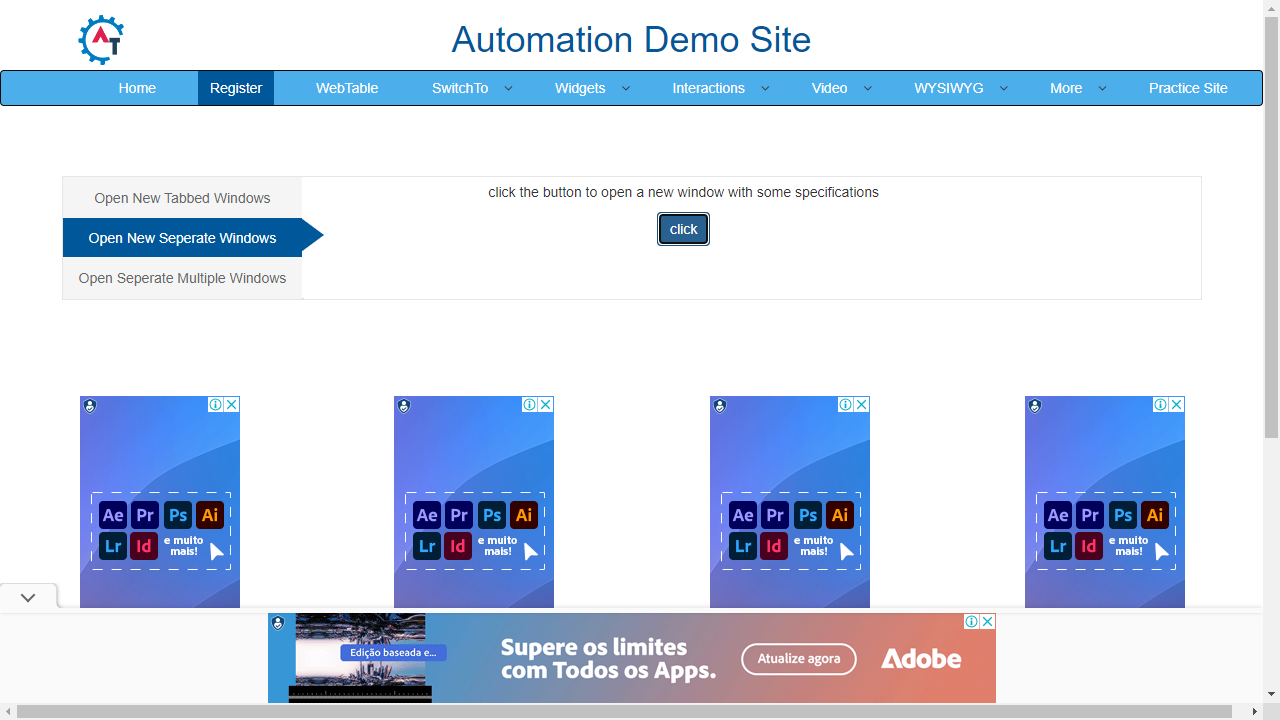 AT
Automation Demo Site
Home Register WebTable SwitchTo Widgets Interactions Video WYSIWYG More Practice Site
Open New Tabbed Windows
Open New Seperate Windows
Open Seperate Multiple Windows
click the button to open a new window with some specifications
click
Ae Pr Ps Ai
Lr Id e muito mais!
Ae Pr Ps Ai
Lr Id e muito mais!
Ae Pr Ps Ai
Lr Id e muito mais!
Ae Pr Ps Ai
Lr Id e muito mais!
Edição baseada e...
Supere os limites
com Todos os Apps.
Atualize agora
Adobe